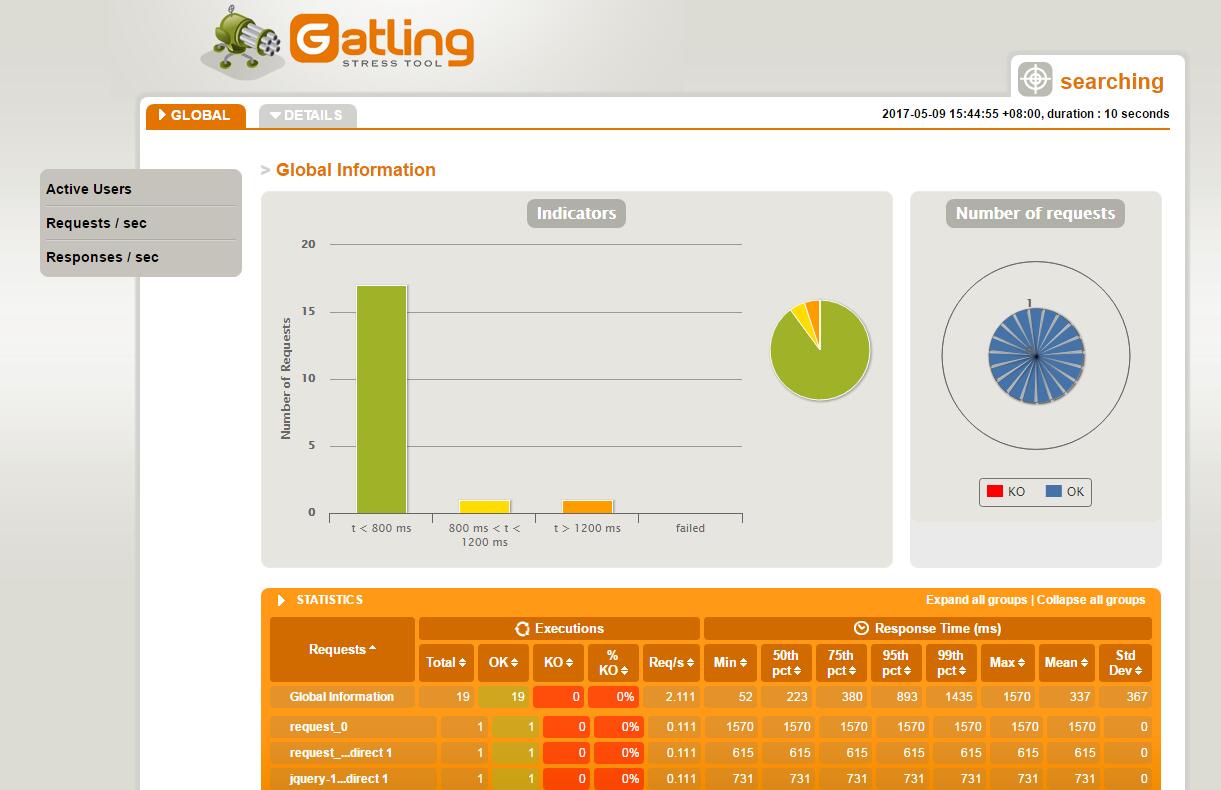 Gatling
STRESS TOOL
searching
GLOBAL
DETAILS
2017-05-09 15:44:55 +08:00, duration : 10 seconds
Active Users
Requests / sec
Responses / sec
> Global Information
Indicators
Number of Requests
20
15
10
5
0
t < 800 ms
800 ms < t <
1200 ms
t > 1200 ms
failed
Number of requests
1
KO OK
STATISTICS
Expand all groups | Collapse all groups
Requests
Executions
Response Time (ms)
Total OK KO % KO Req/s Min 50th pct 75th pct 95th pct 99th pct Max Mean Std Dev
Global Information 19 19 0 0% 2.111 52 223 380 893 1435 1570 337 367
request_0 1 1 0 0% 0.111 1570 1570 1570 1570 1570 1570 1570 0
request_...direct 1 1 1 0 0% 0.111 615 615 615 615 615 615 615 0
jquery-1...direct 1 1 1 0 0% 0.111 731 731 731 731 731 731 731 0